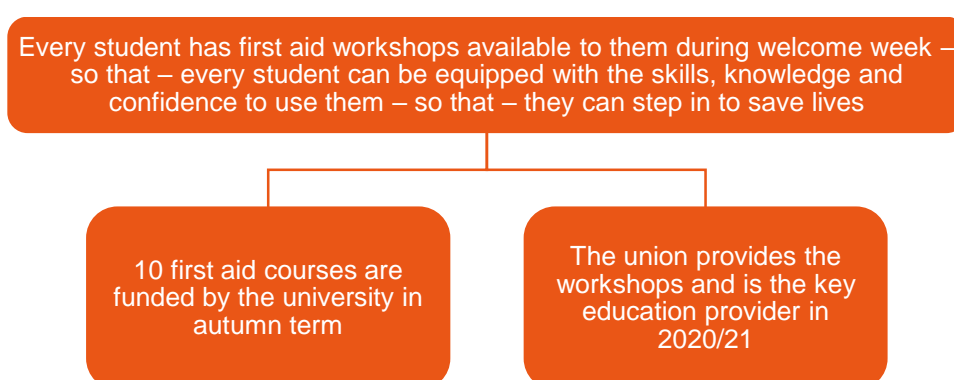 Every student has first aid workshops available to them during welcome week –
so that – every student can be equipped with the skills, knowledge and
confidence to use them – so that – they can step in to save lives
10 first aid courses are
funded by the university in
autumn term
The union provides the
workshops and is the key
education provider in
2020/21